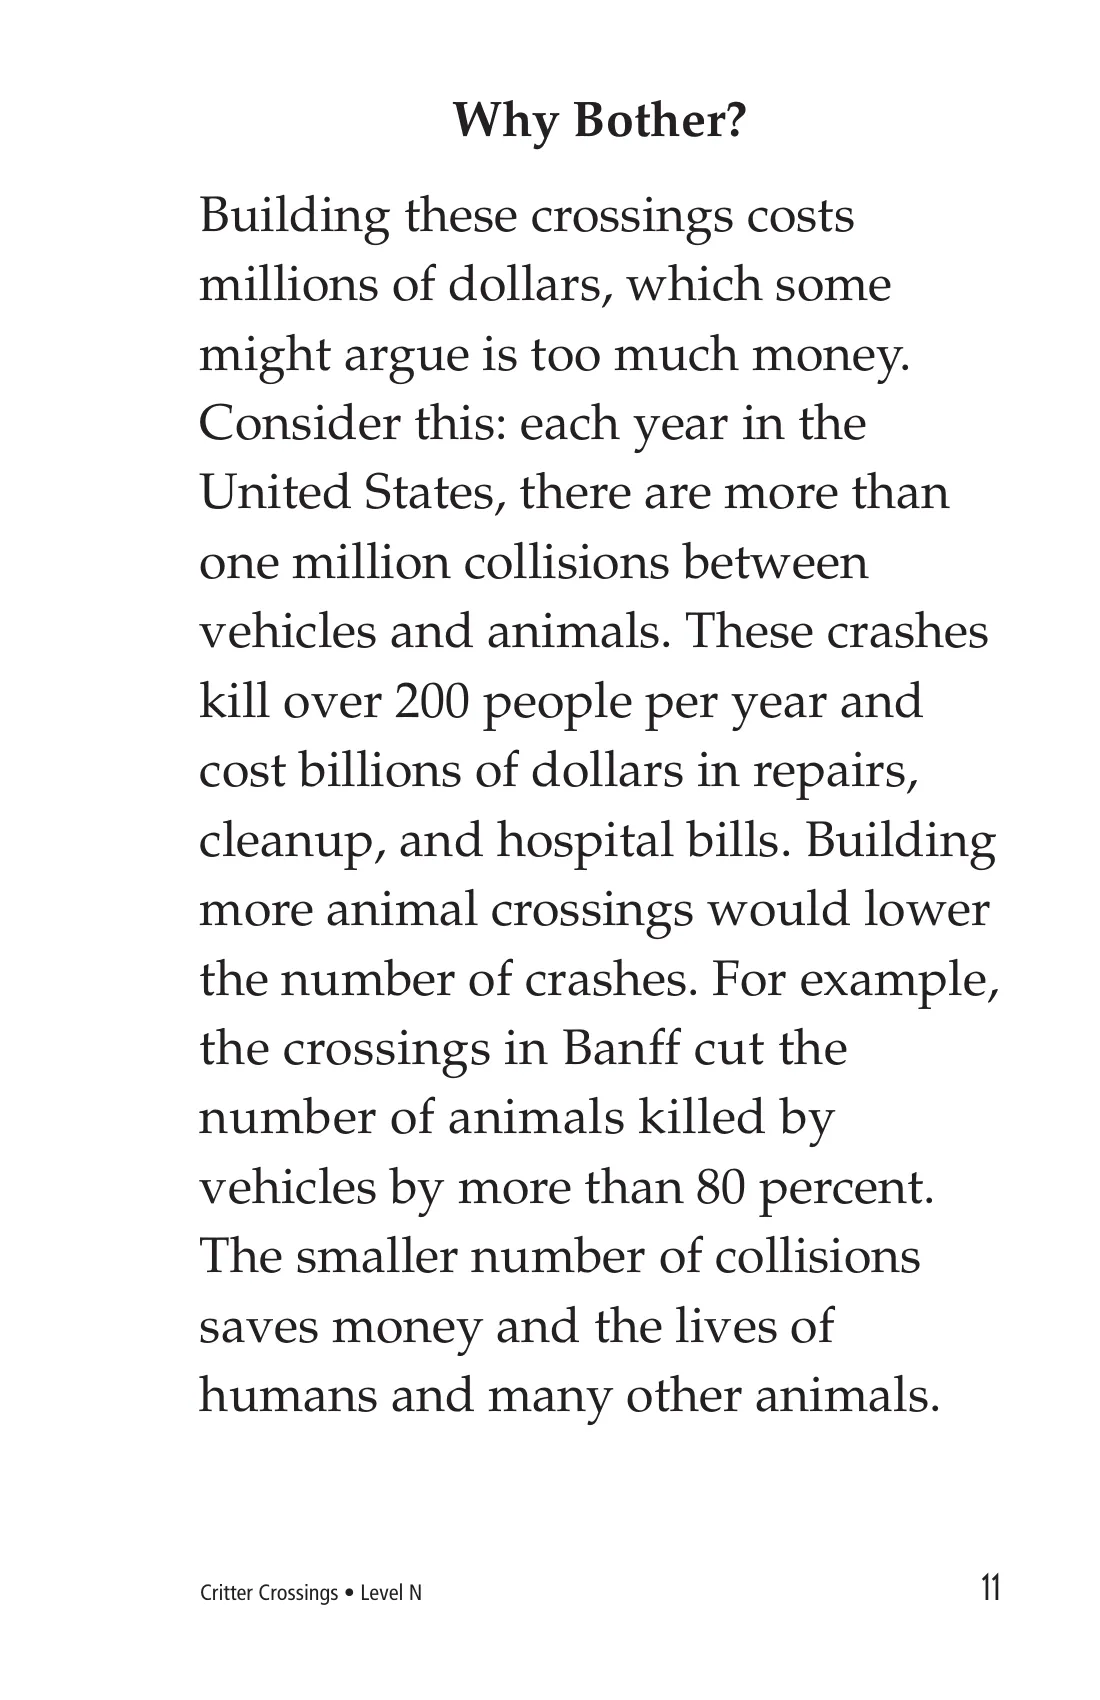 Why Bother?
Building these crossings costs
millions of dollars, which some
might argue is too much money.
Consider this: each year in the
United States, there are more than
one million collisions between
vehicles and animals. These crashes
kill over 200 people per year and
cost billions of dollars in repairs,
cleanup, and hospital bills. Building
more animal crossings would lower
the number of crashes. For example,
the crossings in Banff cut the
number of animals killed by
vehicles by more than 80 percent.
The smaller number of collisions
saves money and the lives of
humans and many other animals.
Critter Crossings • Level N 11